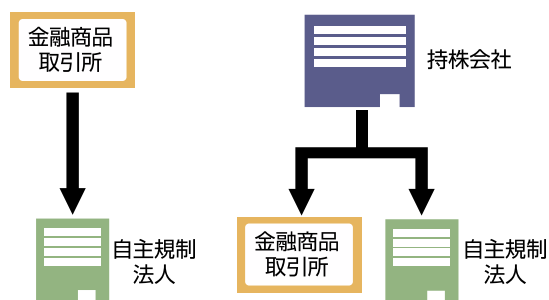 金融商品
取引所
持株会社
自主規制
法人
金融商品
取引所
自主規制
法人